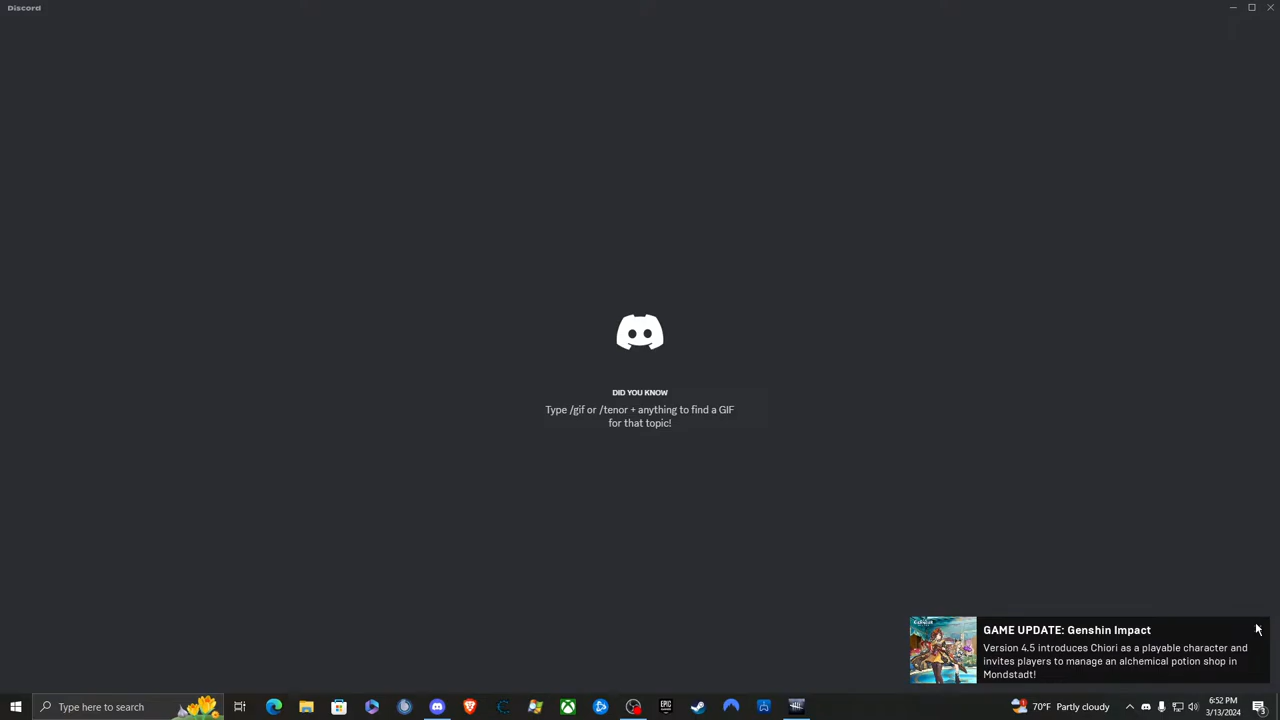 Discord
DID YOU KNOW
Type /gif or /tenor + anything to find a GIF
for that topic!
GAME UPDATE: Genshin Impact
Version 4.5 introduces Chiori as a playable character and
invites players to manage an alchemical potion shop in
Mondstadt!
Type here to search
EPIC
GAMES
70°F Partly cloudy
6:52 PM
3/13/2024